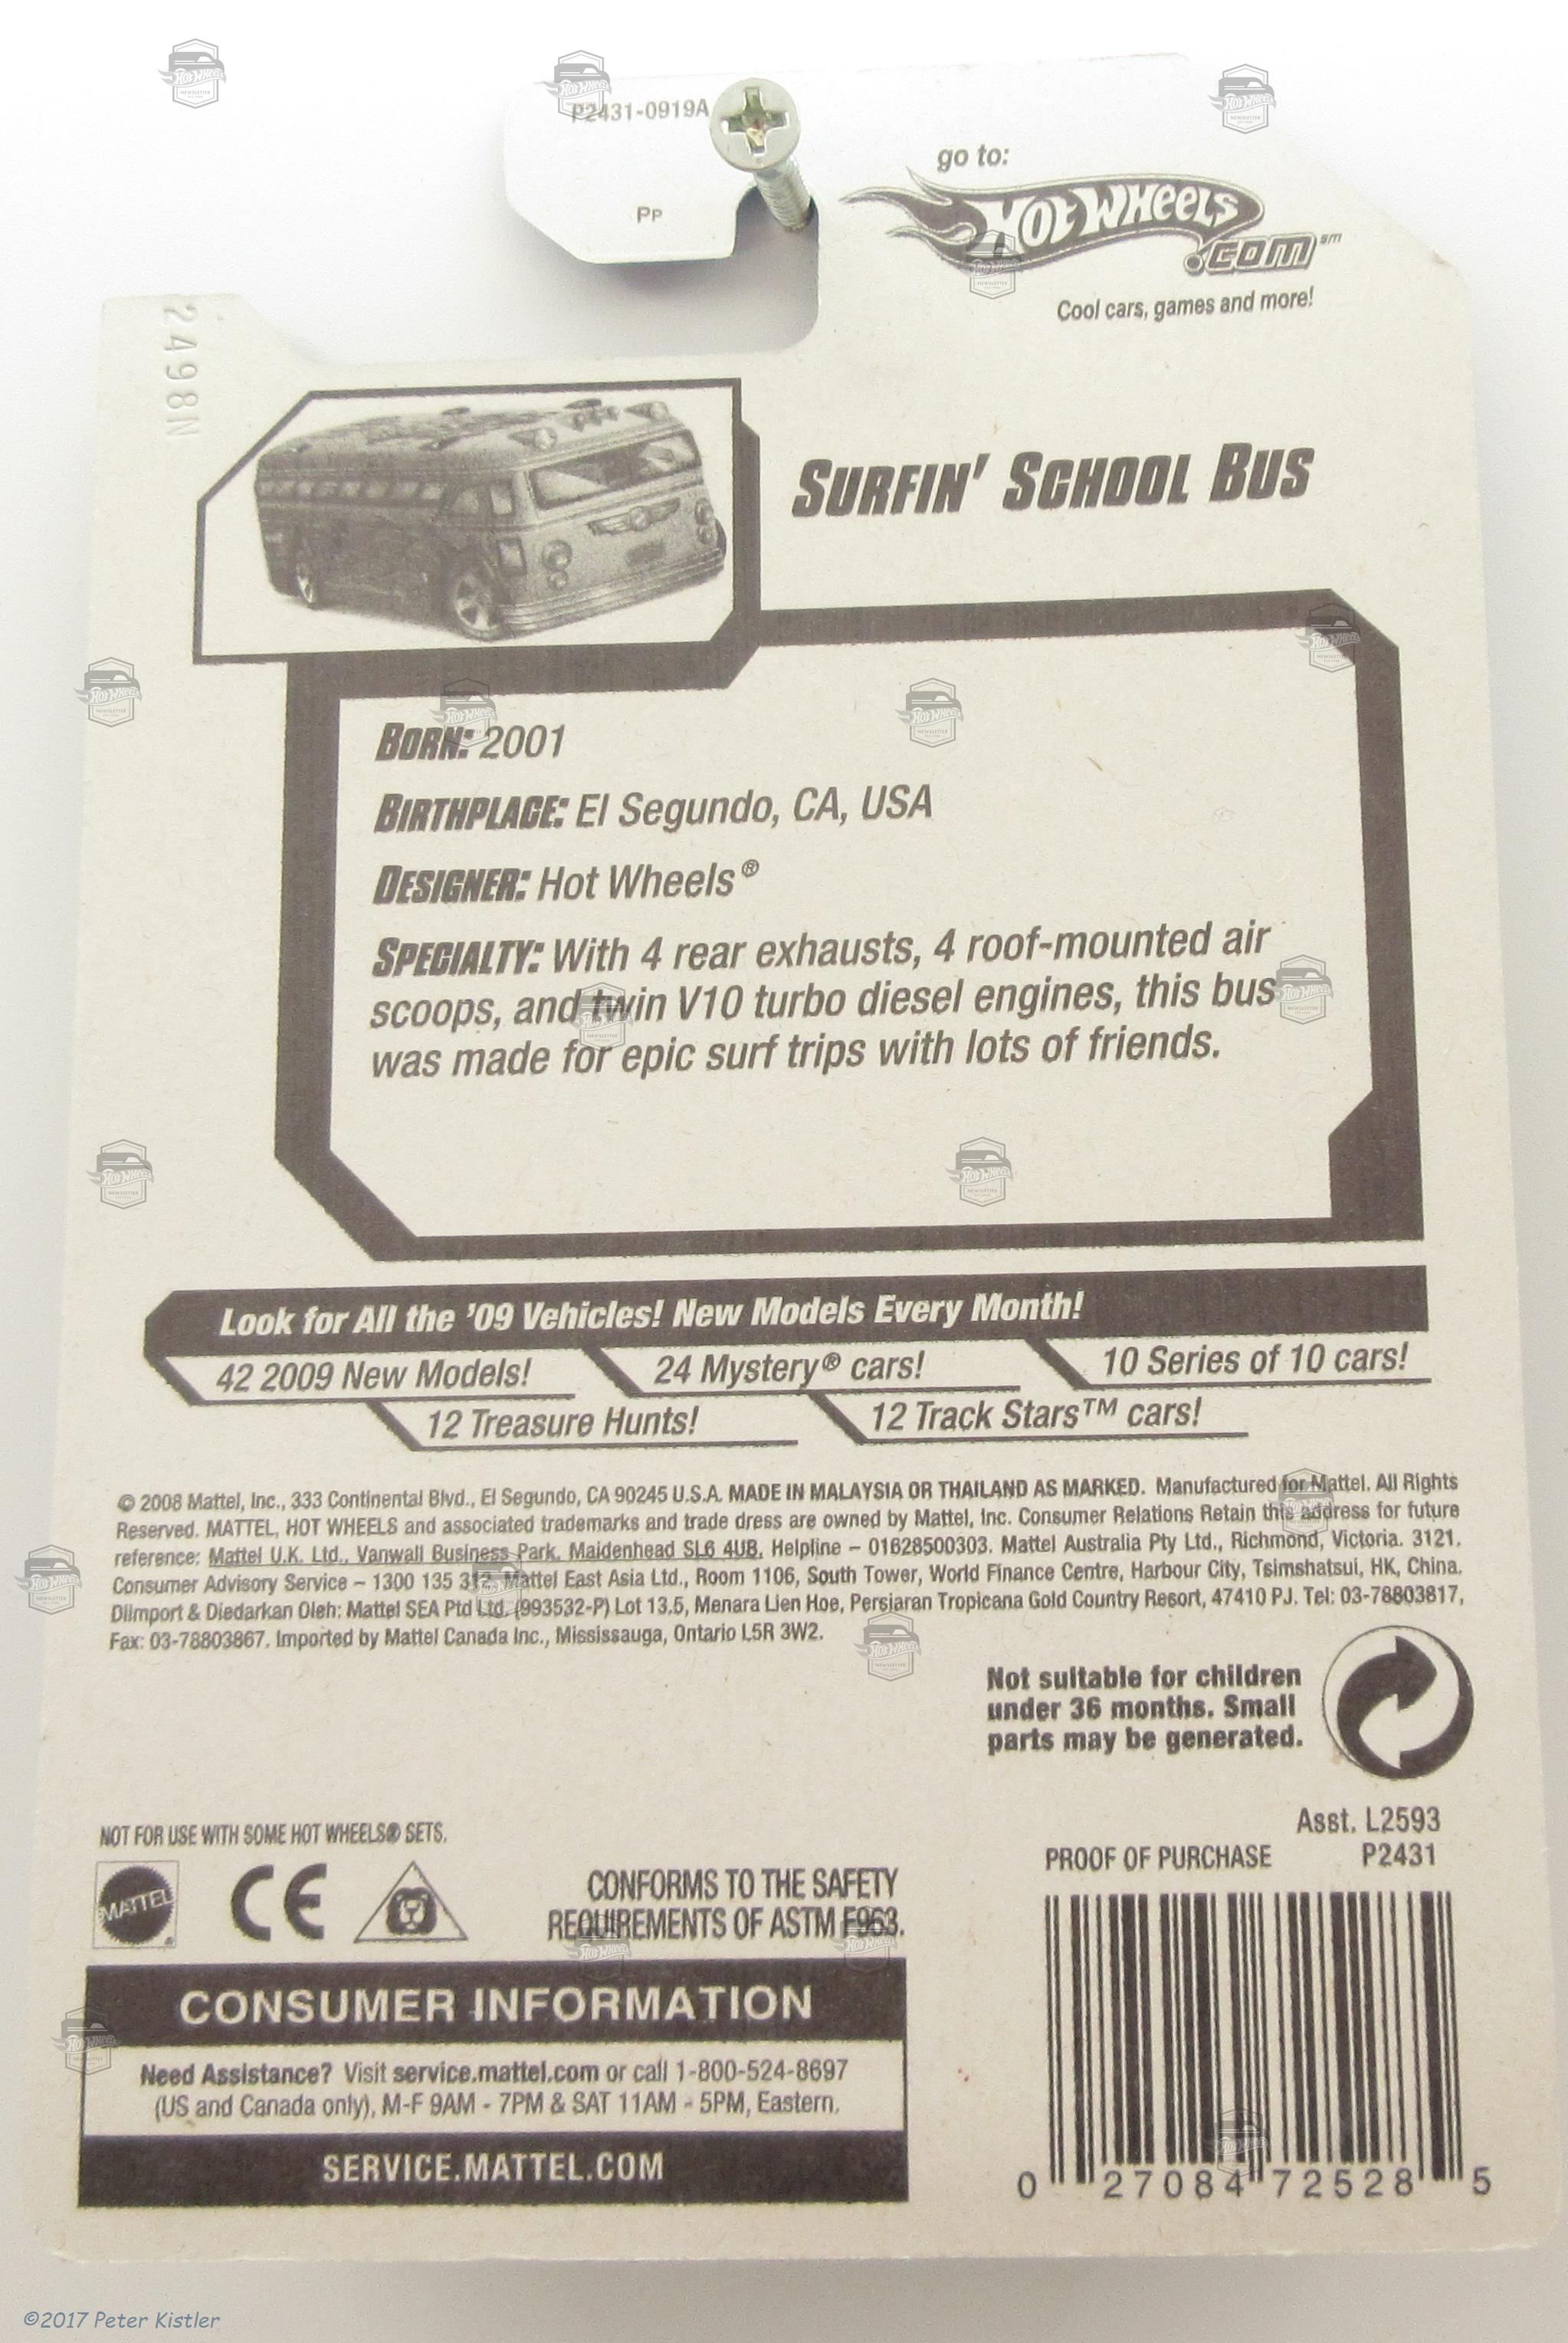 P2431-0919A
Pp
go to:
Hot Wheels
.com℠
Cool cars, games and more!
2498N
Surfin' School Bus
Born: 2001
Birthplace: El Segundo, CA, USA
Designer: Hot Wheels®
Specialty: With 4 rear exhausts, 4 roof-mounted air
scoops, and twin V10 turbo diesel engines, this bus
was made for epic surf trips with lots of friends.
Look for All the '09 Vehicles! New Models Every Month!
42 2009 New Models!
24 Mystery® cars!
10 Series of 10 cars!
12 Treasure Hunts!
12 Track Stars™ cars!
© 2008 Mattel, Inc., 333 Continental Blvd., El Segundo, CA 90245 U.S.A. MADE IN MALAYSIA OR THAILAND AS MARKED. Manufactured for Mattel. All Rights
Reserved. MATTEL, HOT WHEELS and associated trademarks and trade dress are owned by Mattel, Inc. Consumer Relations Retain this address for future
reference: Mattel U.K. Ltd., Vanwall Business Park, Maidenhead SL6 4UB. Helpline – 01628500303. Mattel Australia Pty Ltd., Richmond, Victoria. 3121.
Consumer Advisory Service – 1300 135 312. Mattel East Asia Ltd., Room 1106, South Tower, World Finance Centre, Harbour City, Tsimshatsui, HK, China.
Diimport & Diedarkan Oleh: Mattel SEA Ptd Ltd. (993532-P) Lot 13.5, Menara Lien Hoe, Persiaran Tropicana Gold Country Resort, 47410 PJ. Tel: 03-78803817,
Fax: 03-78803867. Imported by Mattel Canada Inc., Mississauga, Ontario L5R 3W2.
Not suitable for children
under 36 months. Small
parts may be generated.
Asst. L2593
PROOF OF PURCHASE P2431
NOT FOR USE WITH SOME HOT WHEELS® SETS.
MATTEL
CE
CONFORMS TO THE SAFETY
REQUIREMENTS OF ASTM F963.
CONSUMER INFORMATION
Need Assistance? Visit service.mattel.com or call 1-800-524-8697
(US and Canada only), M-F 9AM - 7PM & SAT 11AM - 5PM, Eastern.
SERVICE.MATTEL.COM
0 27084 72528 5
©2017 Peter Kistler